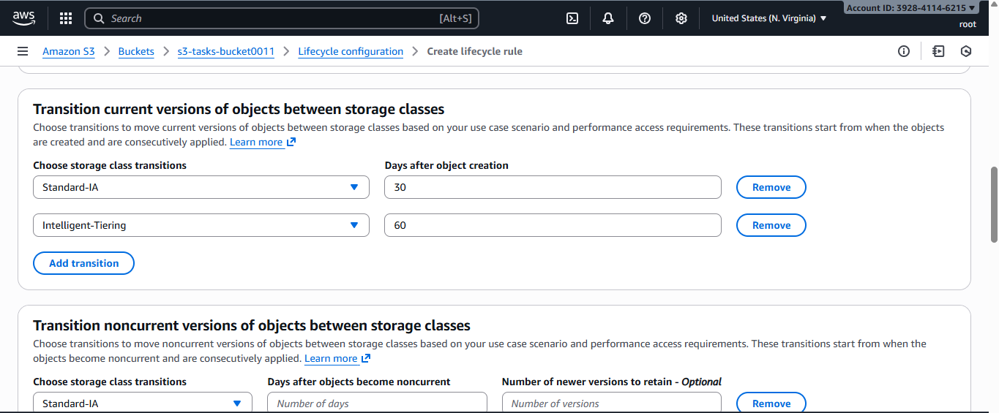 aws
Search [Alt+S]
United States (N. Virginia)
Account ID: 3928-4114-6215
root
Amazon S3 > Buckets > s3-tasks-bucket0011 > Lifecycle configuration > Create lifecycle rule
Transition current versions of objects between storage classes
Choose transitions to move current versions of objects between storage classes based on your use case scenario and performance access requirements. These transitions start from when the objects
are created and are consecutively applied. Learn more
Choose storage class transitions Days after object creation
Standard-IA 30 Remove
Intelligent-Tiering 60 Remove
Add transition
Transition noncurrent versions of objects between storage classes
Choose transitions to move noncurrent versions of objects between storage classes based on your use case scenario and performance access requirements. These transitions start from when the
objects become noncurrent and are consecutively applied. Learn more
Choose storage class transitions Days after objects become noncurrent Number of newer versions to retain - Optional
Standard-IA Number of days Number of versions Remove